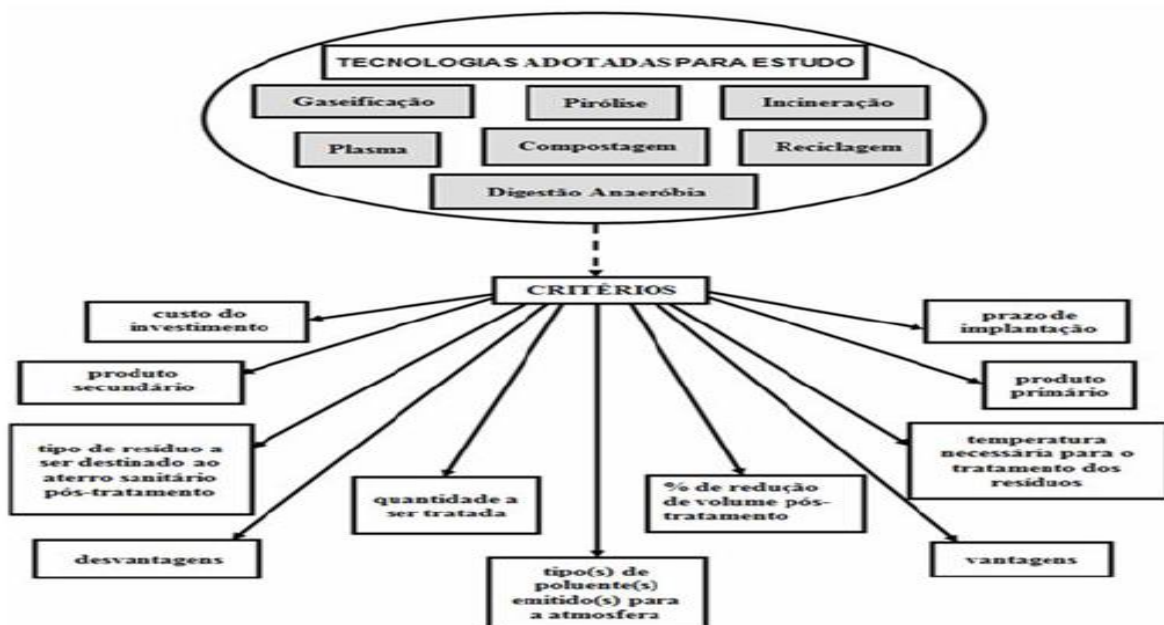 TECNOLOGIAS ADOTADAS PARA ESTUDO
Gaseificação
Pirólise
Incineração
Plasma
Compostagem
Reciclagem
Digestão Anaeróbia
CRITÉRIOS
custo do
investimento
prazo de
implantação
produto
secundário
produto
primário
tipo de resíduo a
ser destinado ao
aterro sanitário
pós-tratamento
temperatura
necessária para o
tratamento dos
resíduos
quantidade a
ser tratada
% de redução
de volume pós-
tratamento
desvantagens
vantagens
tipo(s) de
poluente(s)
emitido(s) para
a atmosfera